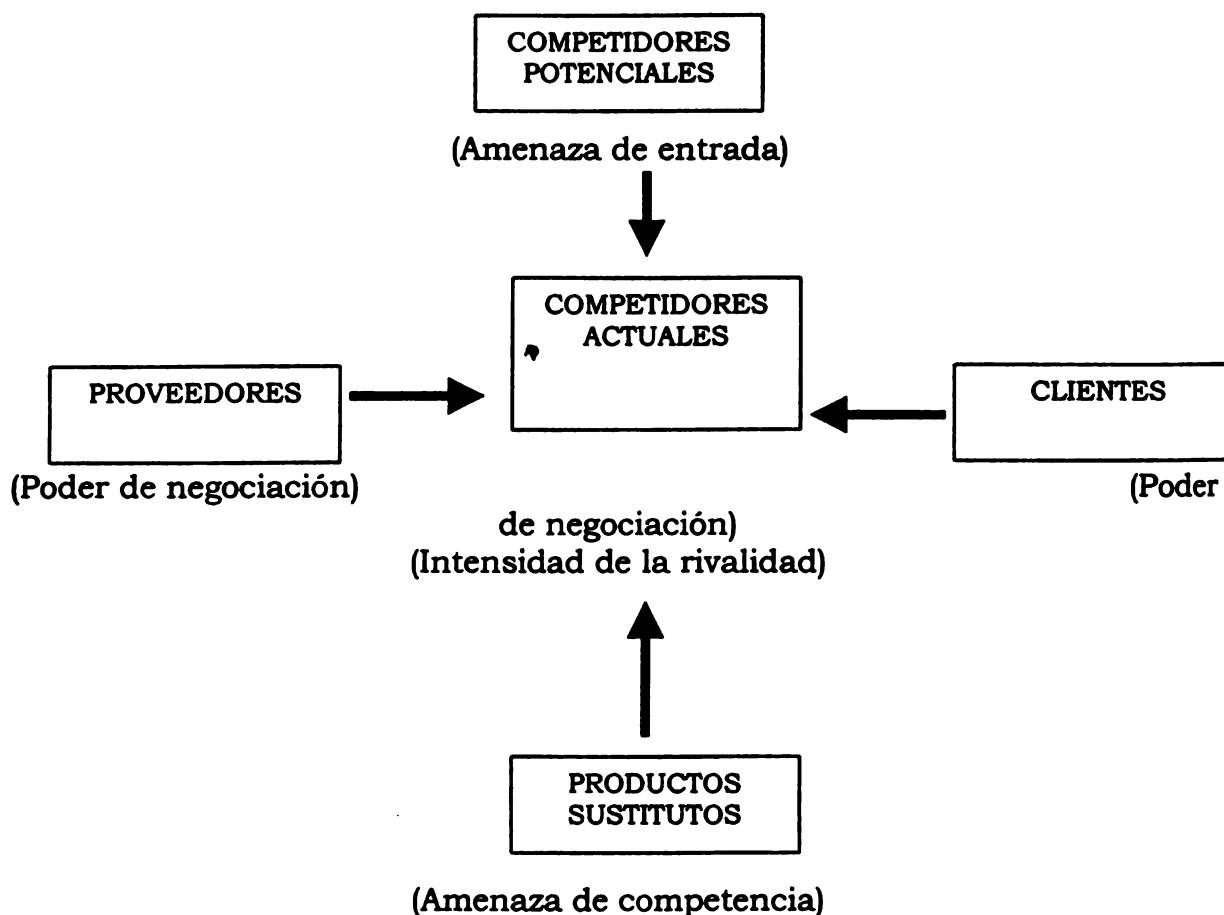 COMPETIDORES
POTENCIALES
(Amenaza de entrada)
COMPETIDORES
ACTUALES
PROVEEDORES
CLIENTES
(Poder de negociación)
(Poder
de negociación)
(Intensidad de la rivalidad)
PRODUCTOS
SUSTITUTOS
(Amenaza de competencia)